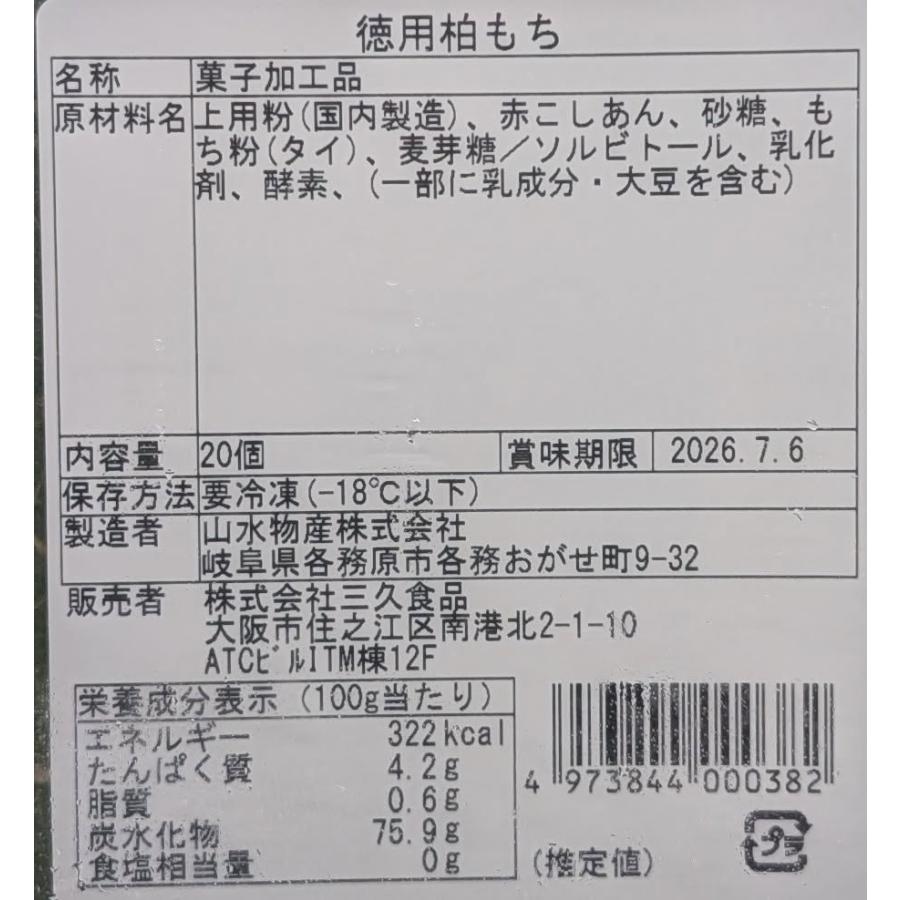 徳用柏もち
名称 菓子加工品
原材料名 上用粉(国内製造)、赤こしあん、砂糖、も
ち粉(タイ)、麦芽糖／ソルビトール、乳化
剤、酵素、(一部に乳成分・大豆を含む)
内容量 20個 賞味期限 2026.7.6
保存方法 要冷凍(-18℃以下)
製造者 山水物産株式会社
岐阜県各務原市各務おがせ町9-32
販売者 株式会社三久食品
大阪市住之江区南港北2-1-10
ATCﾋﾞﾙITM棟12F
栄養成分表示 (100g当たり)
エネルギー 322kcal
たんぱく質 4.2g
脂質 0.6g
炭水化物 75.9g
食塩相当量 0g
(推定値)
4 973844 000382
プラ